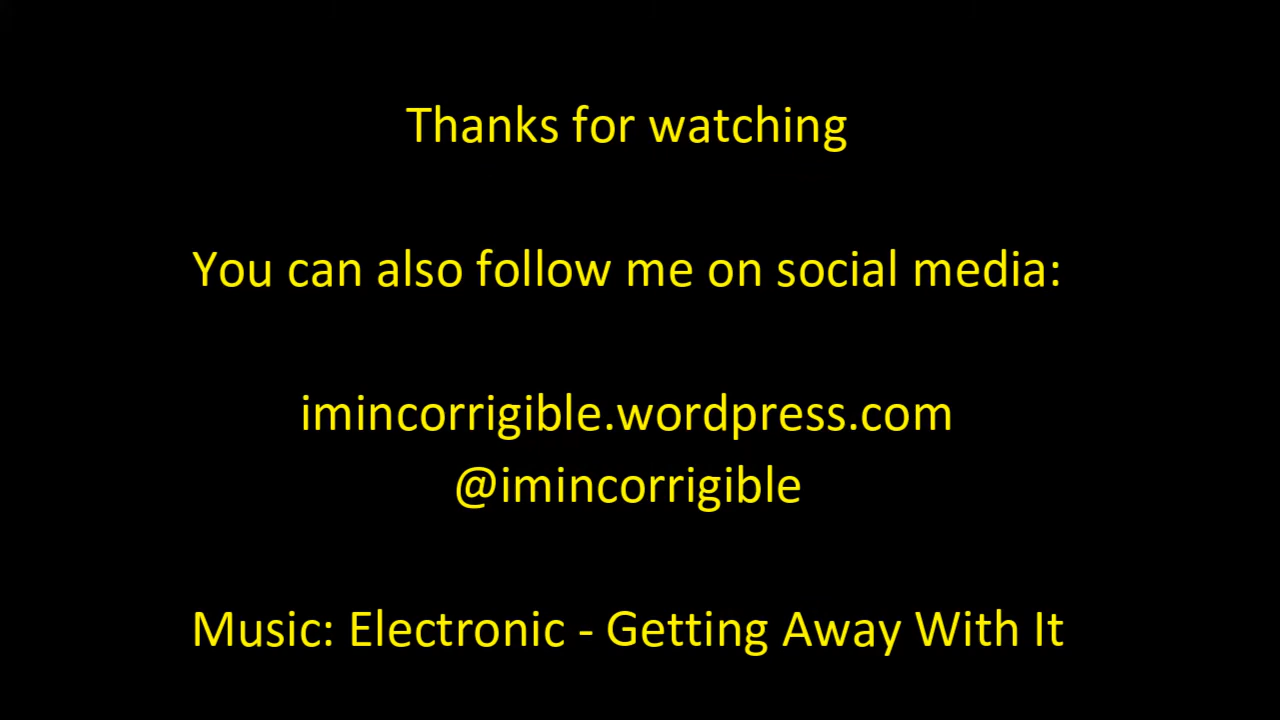 Thanks for watching
You can also follow me on social media:
imincorrigible.wordpress.com
@imincorrigible
Music: Electronic - Getting Away With It